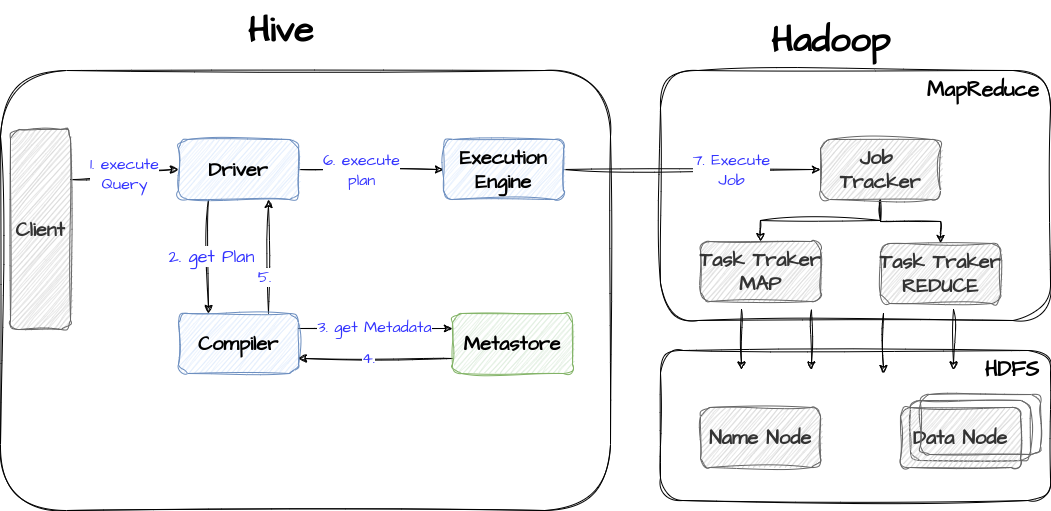 Hive
Hadoop
MapReduce
Client
1. execute
Query
Driver
6. execute
plan
Execution
Engine
7. Execute
Job
Job
Tracker
2. get Plan
5.
Task Traker
MAP
Task Traker
REDUCE
Compiler
3. get Metadata
4.
Metastore
HDFS
Name Node
Data Node